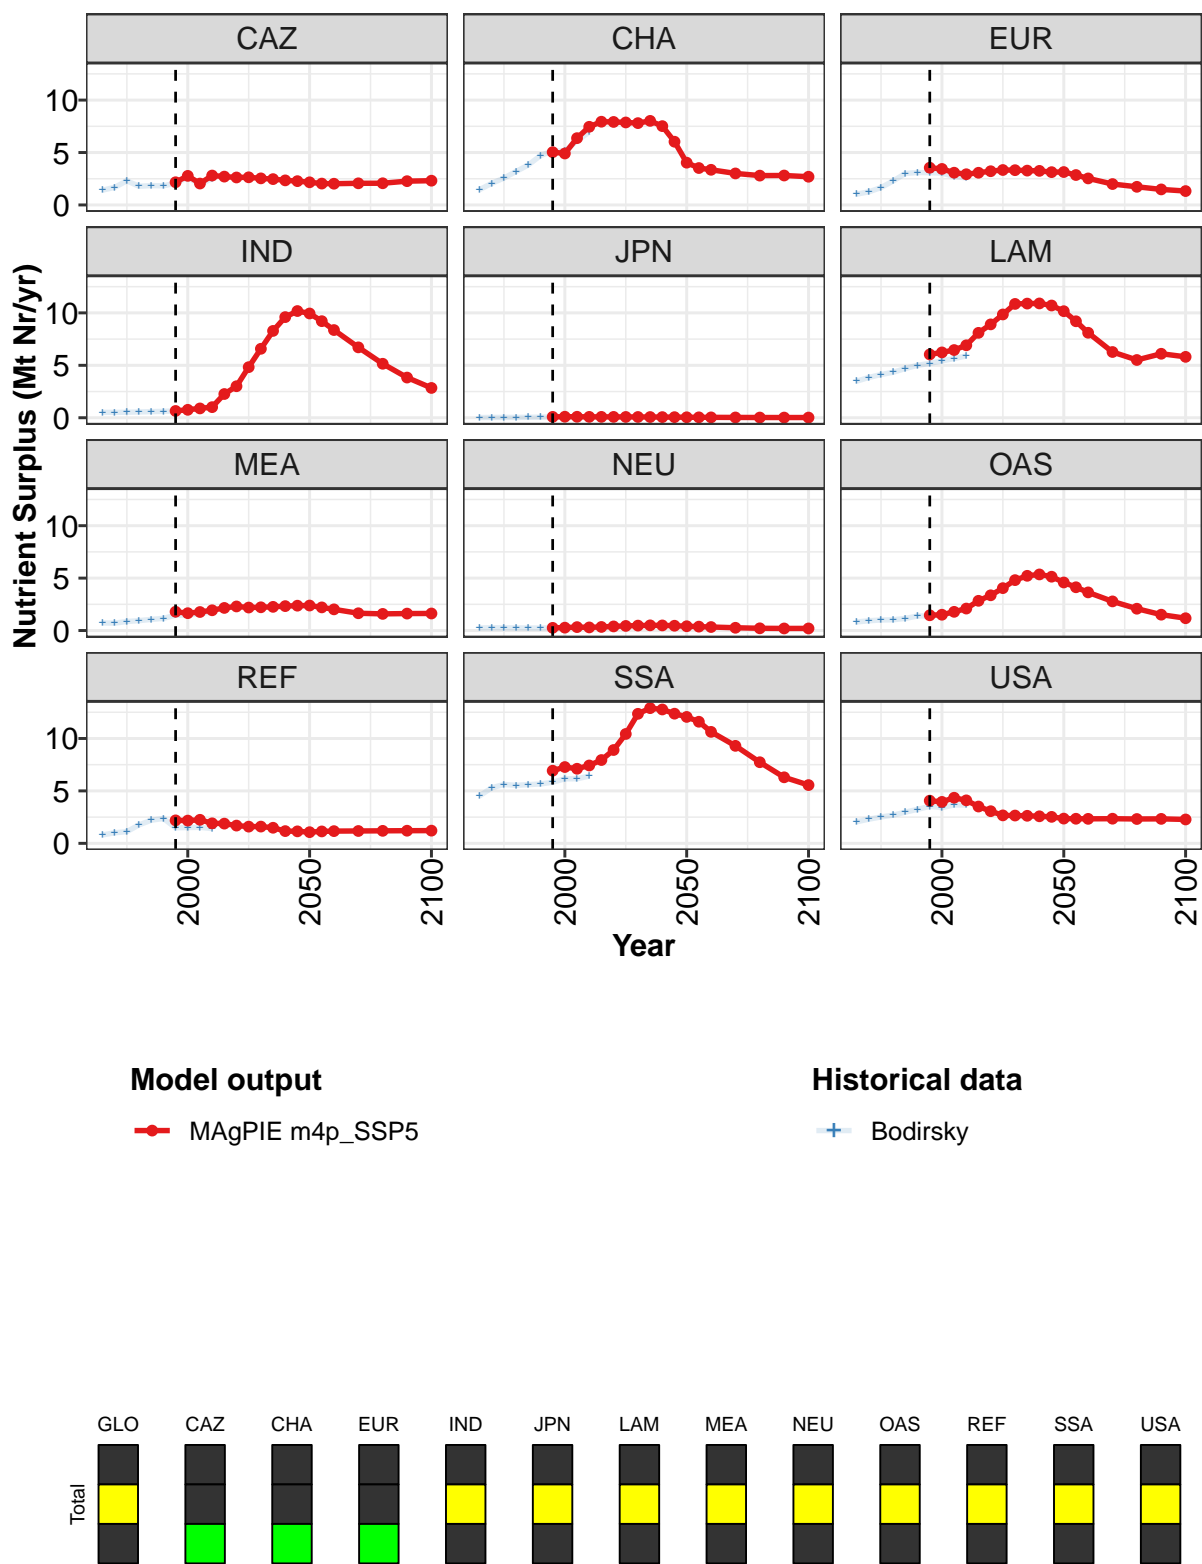 CAZ CHA EUR
10
5
0
IND JPN LAM
10
5
0
MEA NEU OAS
10
5
0
REF SSA USA
10
5
0
2000 2050 2100 2000 2050 2100 2000 2050 2100
Nutrient Surplus (Mt Nr/yr)
Year
Model output Historical data
MAgPIE m4p_SSP5 Bodirsky
GLO CAZ CHA EUR IND JPN LAM MEA NEU OAS REF SSA USA
Total